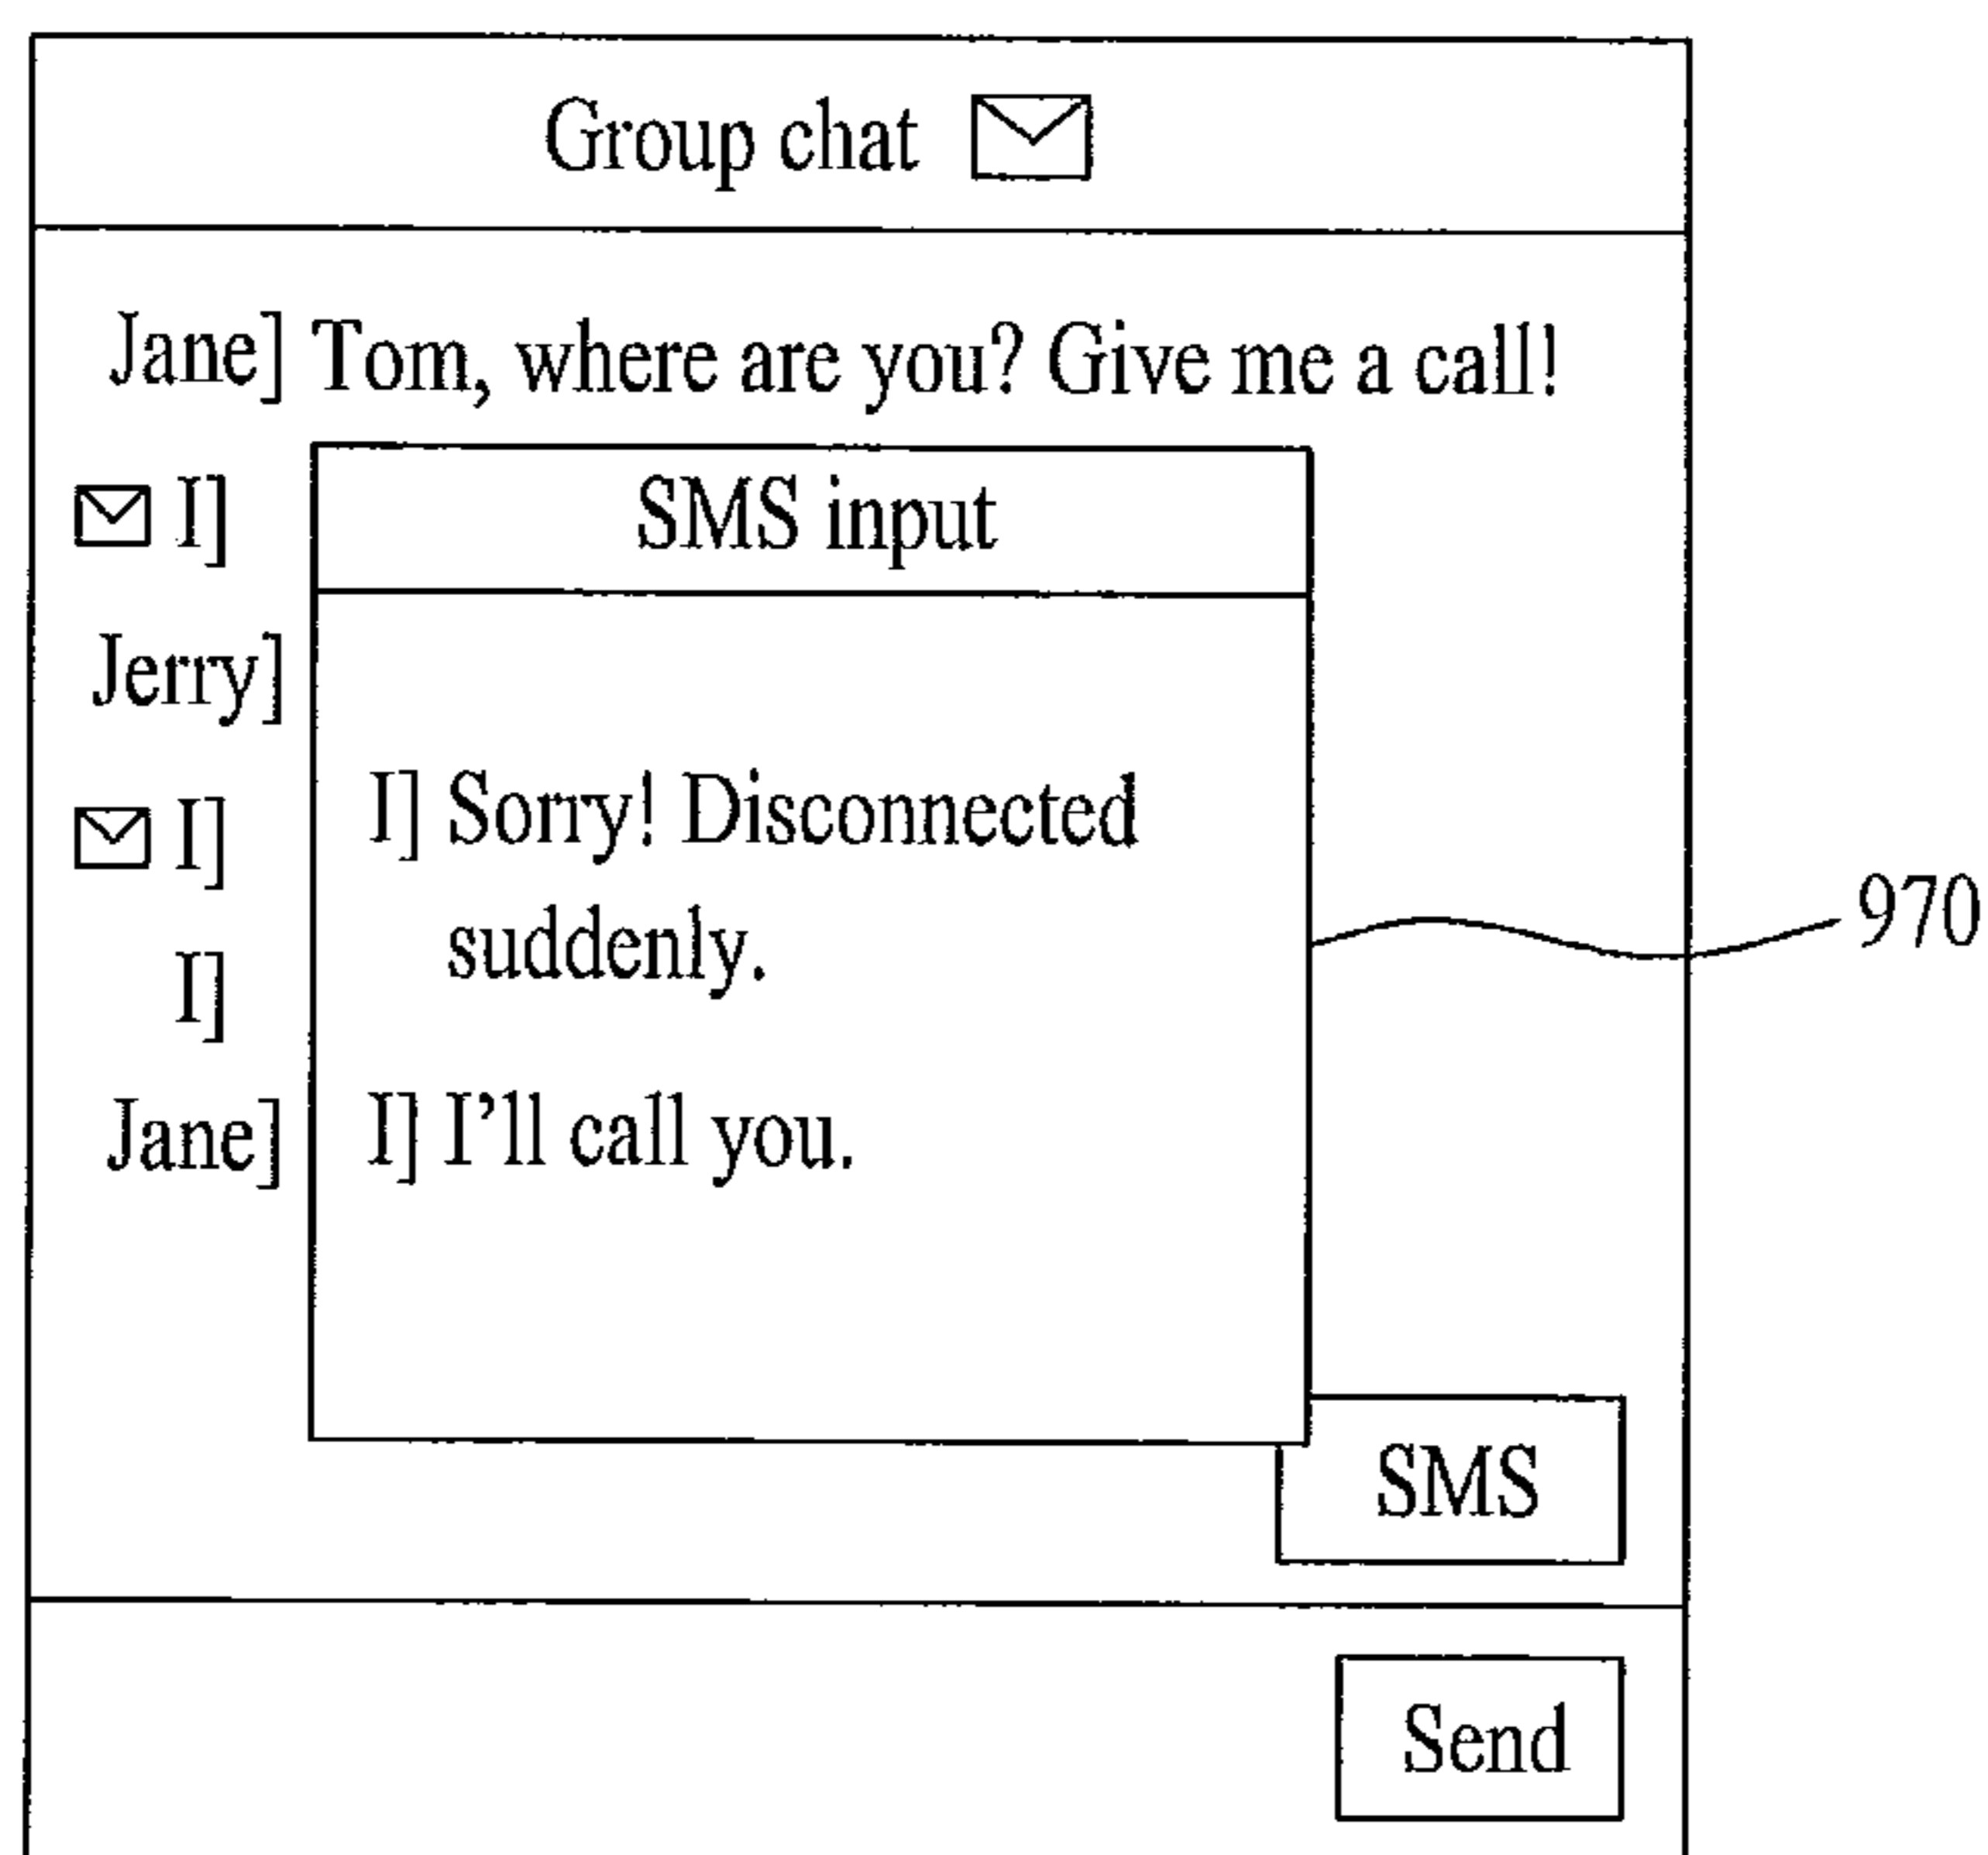 Group chat
Jane] Tom, where are you? Give me a call!
I]
SMS input
Jerry]
I] Sorry! Disconnected
I]
suddenly.
970
I]
Jane]
I] I'll call you.
SMS
Send